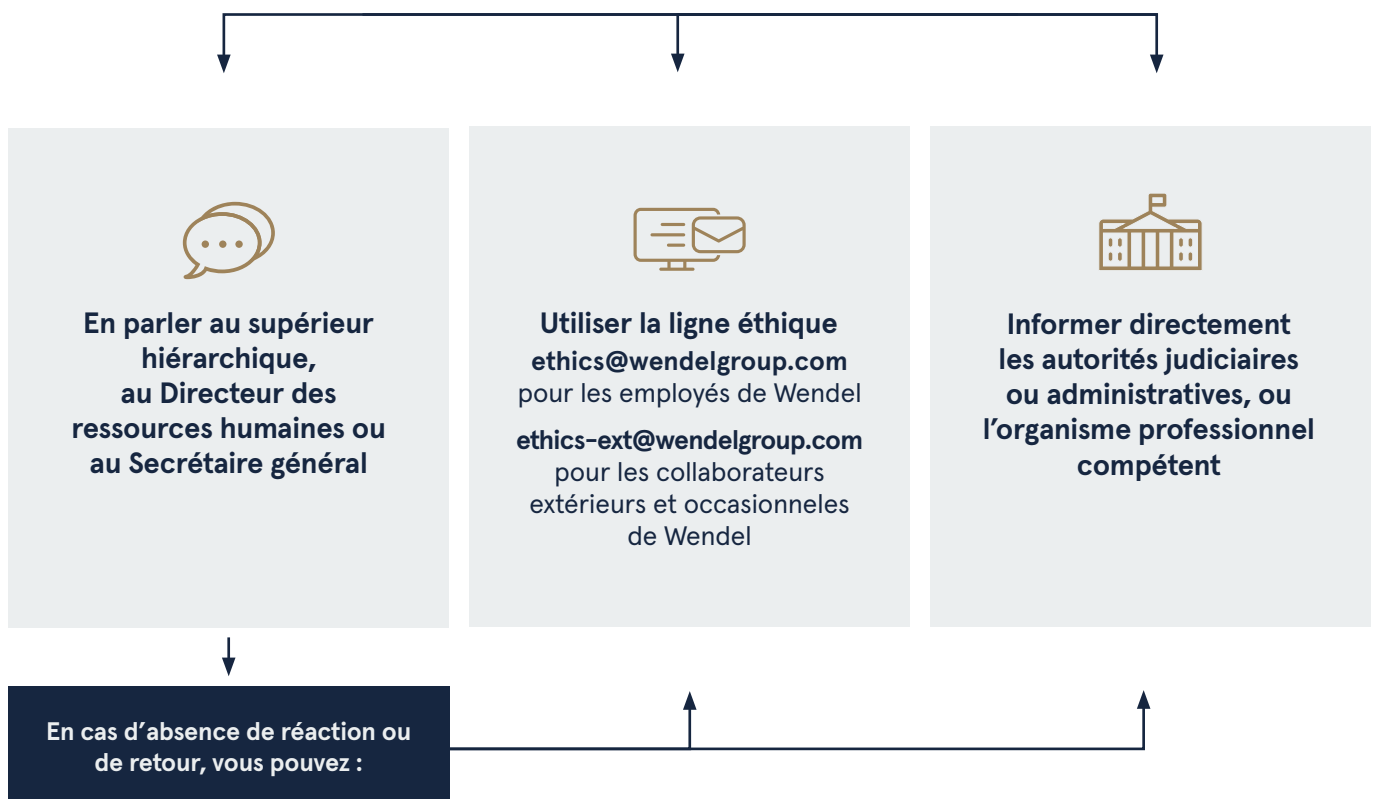 En parler au supérieur
hiérarchique,
au Directeur des
ressources humaines ou
au Secrétaire général
Utiliser la ligne éthique
ethics@wendelgroup.com
pour les employés de Wendel
ethics-ext@wendelgroup.com
pour les collaborateurs
extérieurs et occasionneles
de Wendel
Informer directement
les autorités judiciaires
ou administratives, ou
l’organisme professionnel
compétent
En cas d’absence de réaction ou
de retour, vous pouvez :